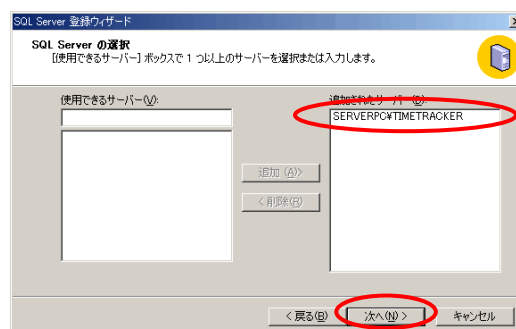 SQL Server 登録ウィザード
SQL Server の選択
[使用できるサーバー] ボックスで 1 つ以上のサーバーを選択または入力します。
使用できるサーバー(V):
追加されたサーバー(D):
SERVERPC¥TIMETRACKER
追加 (A)>
< 削除(R)
< 戻る(B)
次へ(N) >
キャンセル